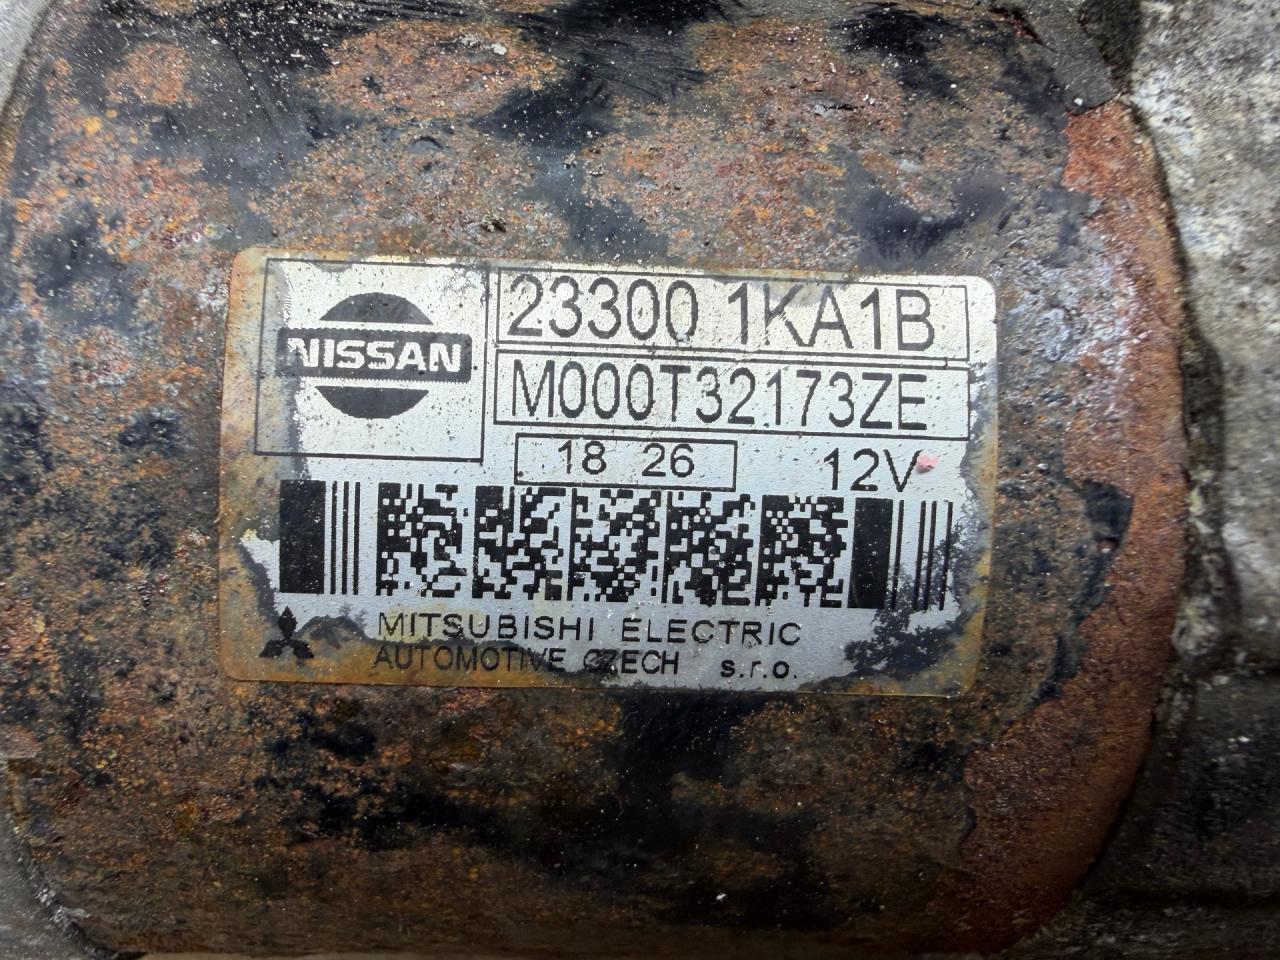 NISSAN
23300 1KA1B
M000T32173ZE
18 26
12V
MITSUBISHI ELECTRIC
AUTOMOTIVE CZECH s.r.o.